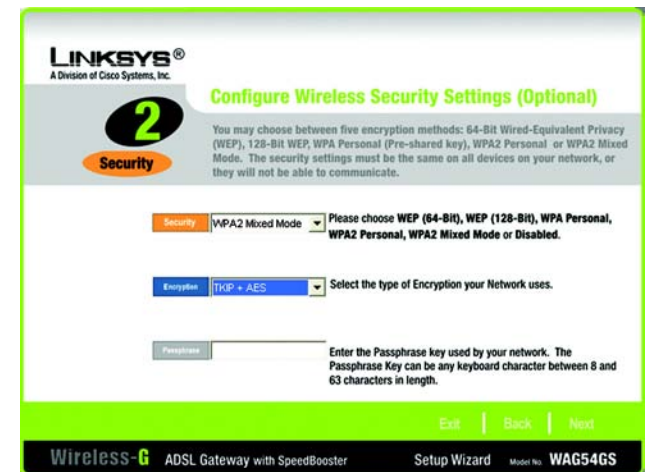 LINKSYS®
A Division of Cisco Systems, Inc.
2
Security
Configure Wireless Security Settings (Optional)
You may choose between five encryption methods: 64-Bit Wired-Equivalent Privacy
(WEP), 128-Bit WEP, WPA Personal (Pre-shared key), WPA2 Personal or WPA2 Mixed
Mode. The security settings must be the same on all devices on your network, or
they will not be able to communicate.
Security WPA2 Mixed Mode Please choose WEP (64-Bit), WEP (128-Bit), WPA Personal,
WPA2 Personal, WPA2 Mixed Mode or Disabled.
Encryption TKIP + AES Select the type of Encryption your Network uses.
Passphrase Enter the Passphrase key used by your network. The
Passphrase Key can be any keyboard character between 8 and
63 characters in length.
Exit Back Next
Wireless-G ADSL Gateway with SpeedBooster Setup Wizard Model No. WAG54GS